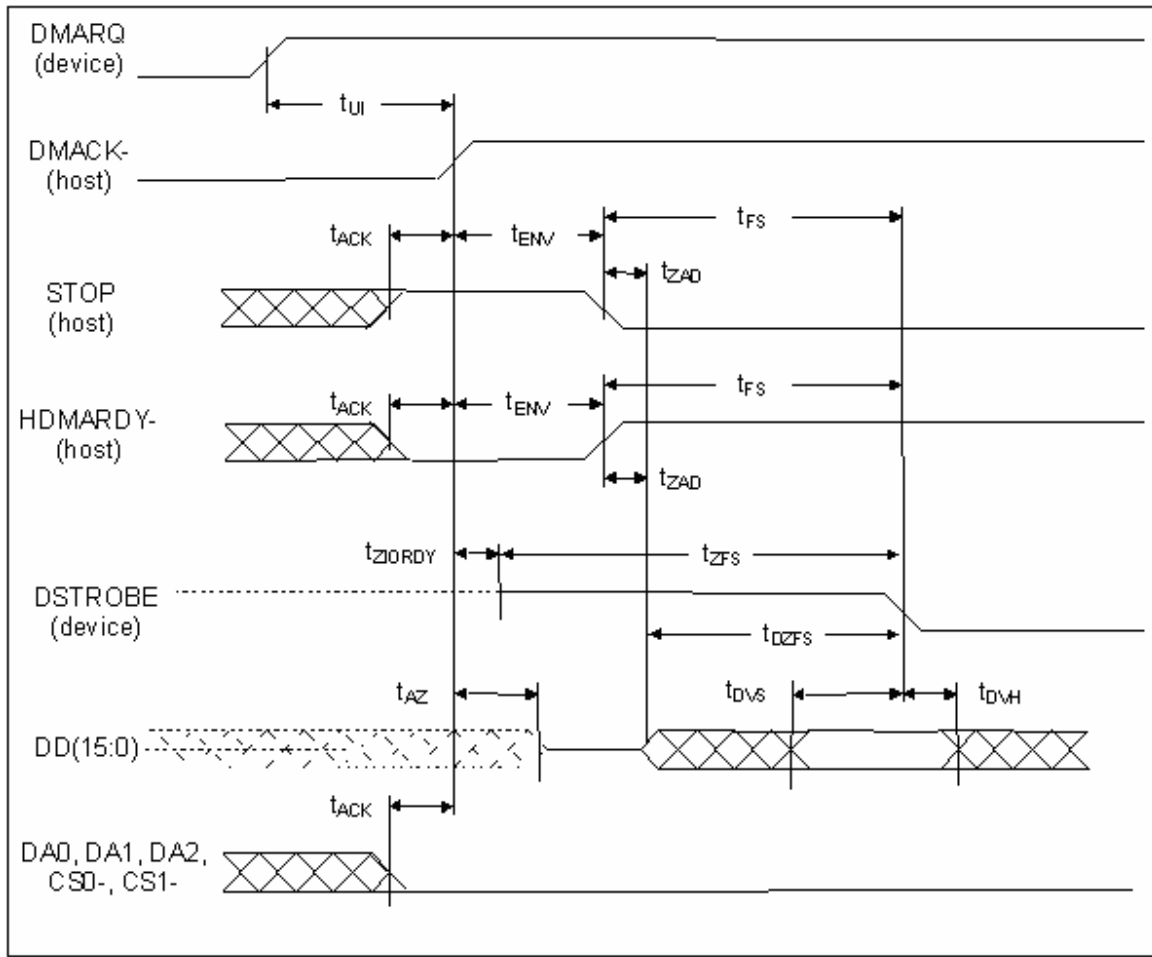 DMARQ
(device)
tUI
DMACK-
(host)
tFS
tACK
tENV
tZAD
STOP
(host)
tFS
tACK
tENV
HDMARDY-
(host)
tZAD
tZIORDY
tZFS
DSTROBE
(device)
tDZFS
tAZ
tDVS
tDVH
DD(15:0)
tACK
DA0, DA1, DA2,
CS0-, CS1-